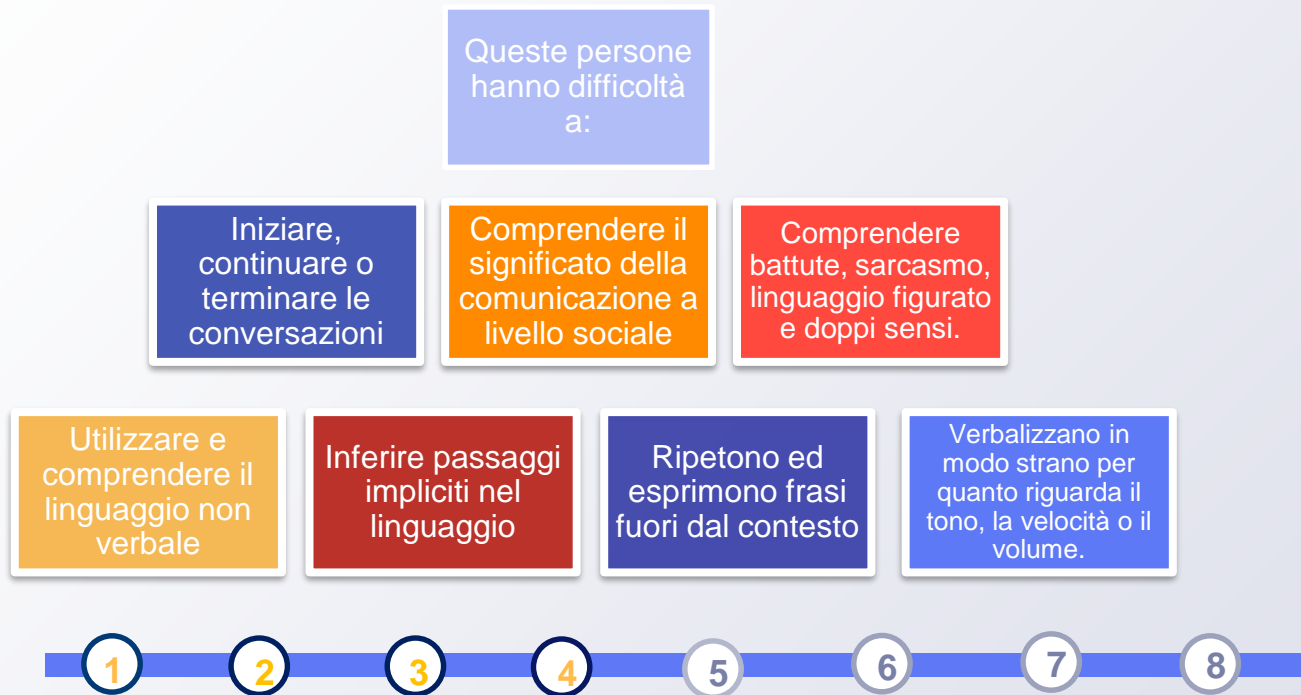 Queste persone
hanno difficoltà
a:
Iniziare,
continuare o
terminare le
conversazioni
Comprendere il
significato della
comunicazione a
livello sociale
Comprendere
battute, sarcasmo,
linguaggio figurato
e doppi sensi.
Utilizzare e
comprendere il
linguaggio non
verbale
Inferire passaggi
impliciti nel
linguaggio
Ripetono ed
esprimono frasi
fuori dal contesto
Verbalizzano in
modo strano per
quanto riguarda il
tono, la velocità o il
volume.
1 2 3 4 5 6 7 8